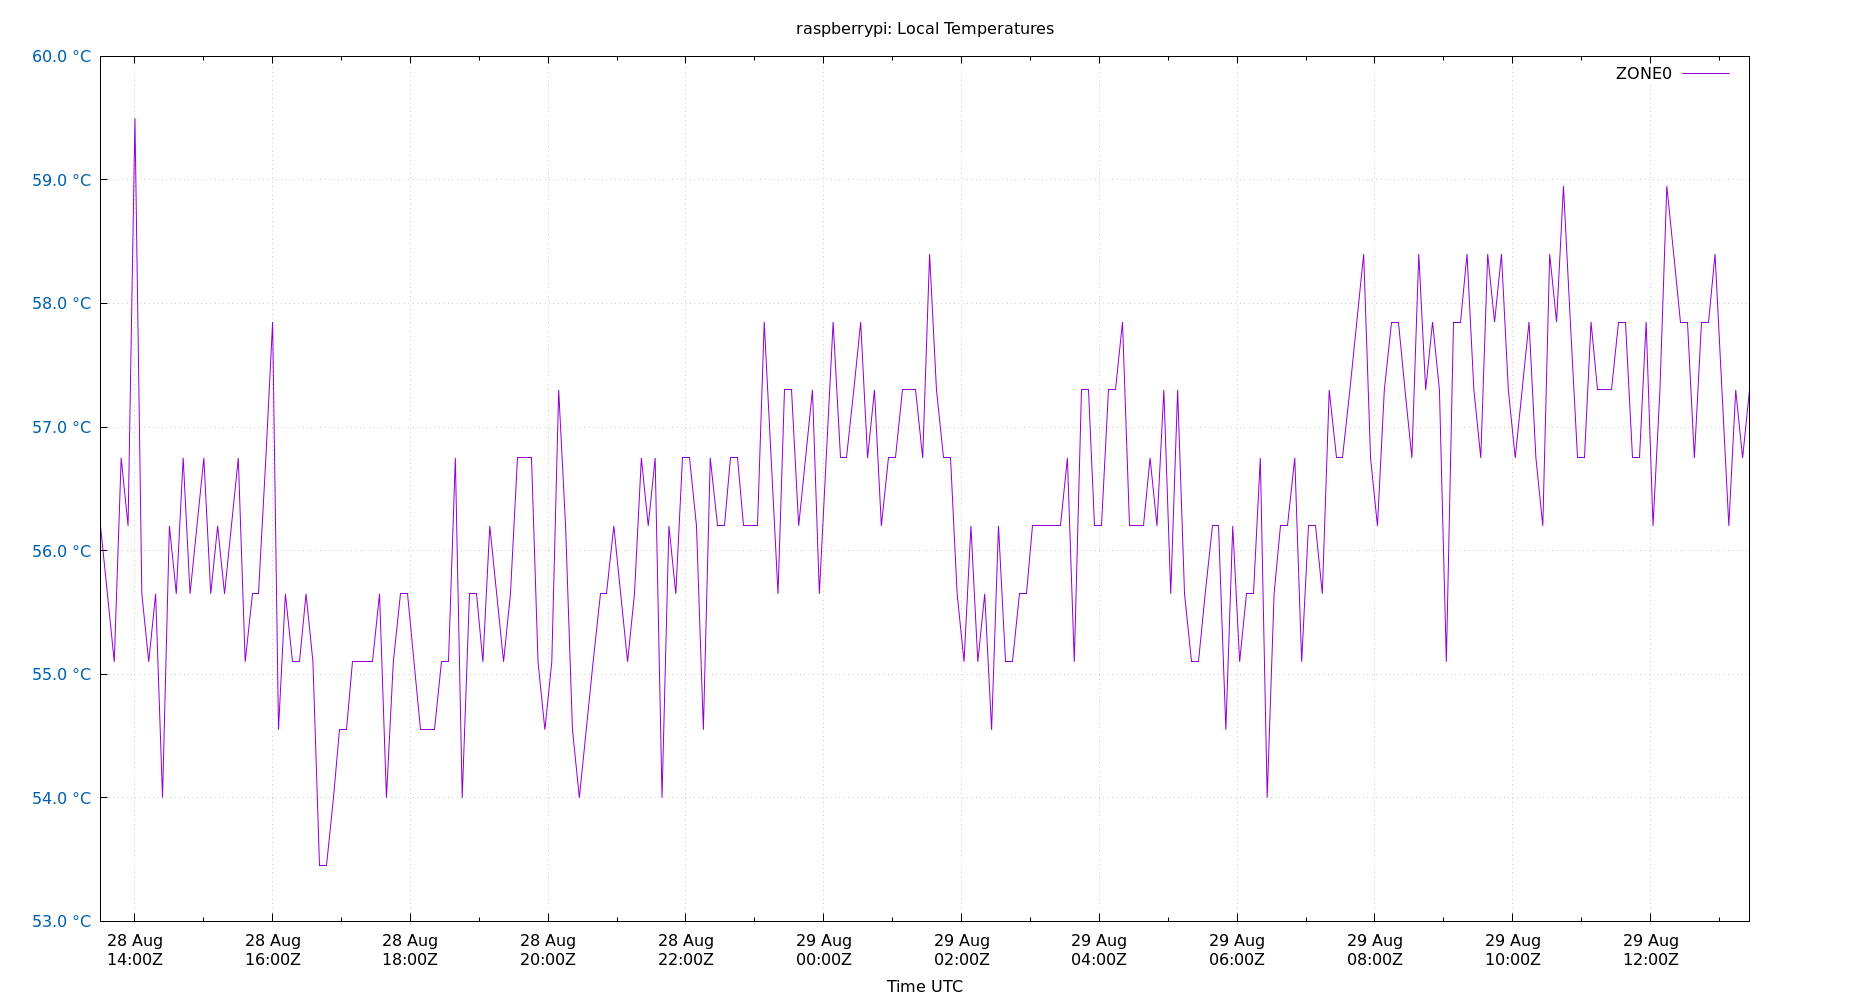 raspberrypi: Local Temperatures
60.0 °C
59.0 °C
58.0 °C
57.0 °C
56.0 °C
55.0 °C
54.0 °C
53.0 °C
ZONE0
28 Aug 28 Aug 28 Aug 28 Aug 28 Aug 29 Aug 29 Aug 29 Aug 29 Aug 29 Aug 29 Aug 29 Aug
14:00Z 16:00Z 18:00Z 20:00Z 22:00Z 00:00Z 02:00Z 04:00Z 06:00Z 08:00Z 10:00Z 12:00Z
Time UTC